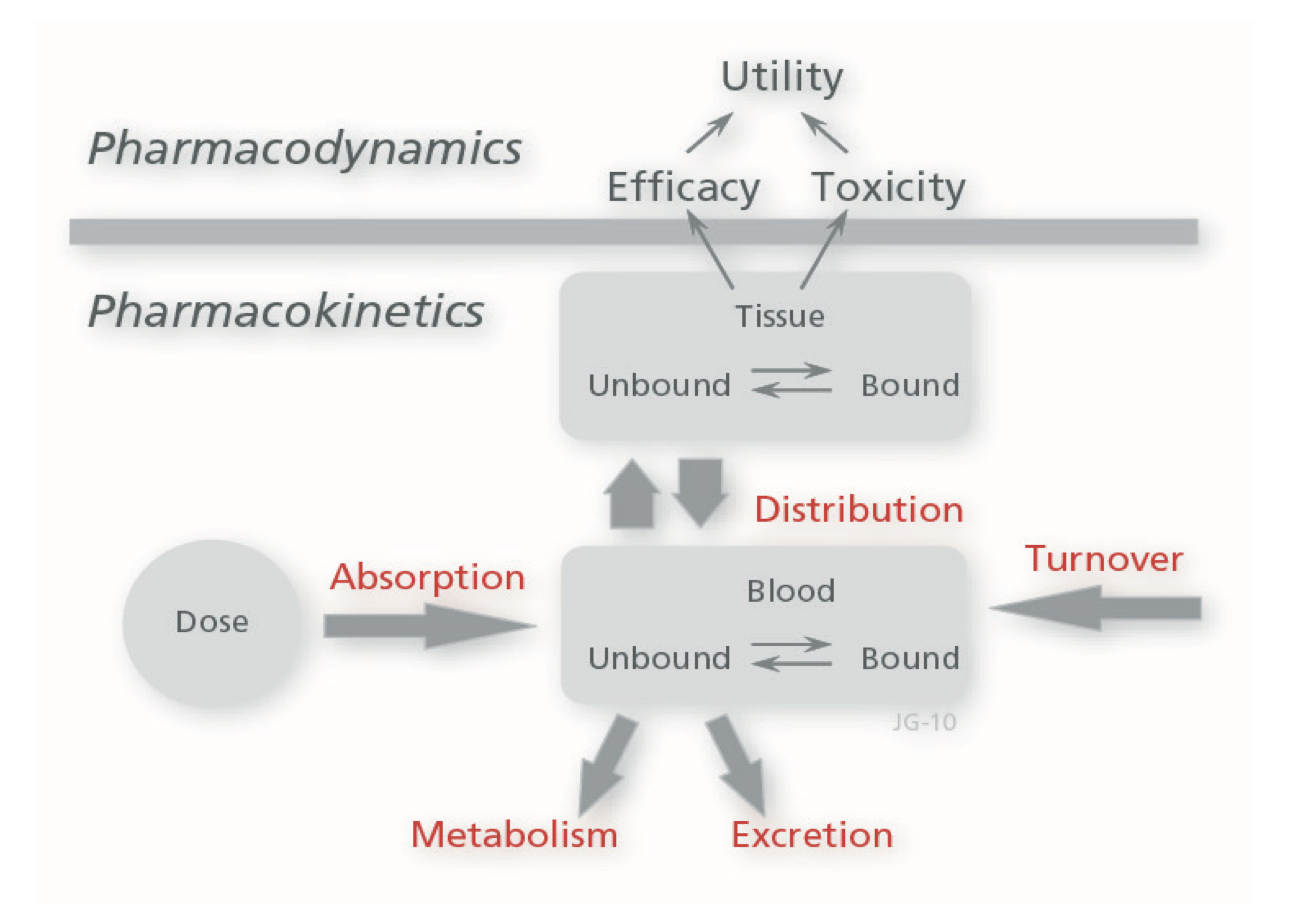 Utility
Pharmacodynamics
Efficacy Toxicity
Pharmacokinetics
Tissue
Unbound Bound
Distribution
Turnover
Absorption
Blood
Dose
Unbound Bound
JG-10
Metabolism Excretion